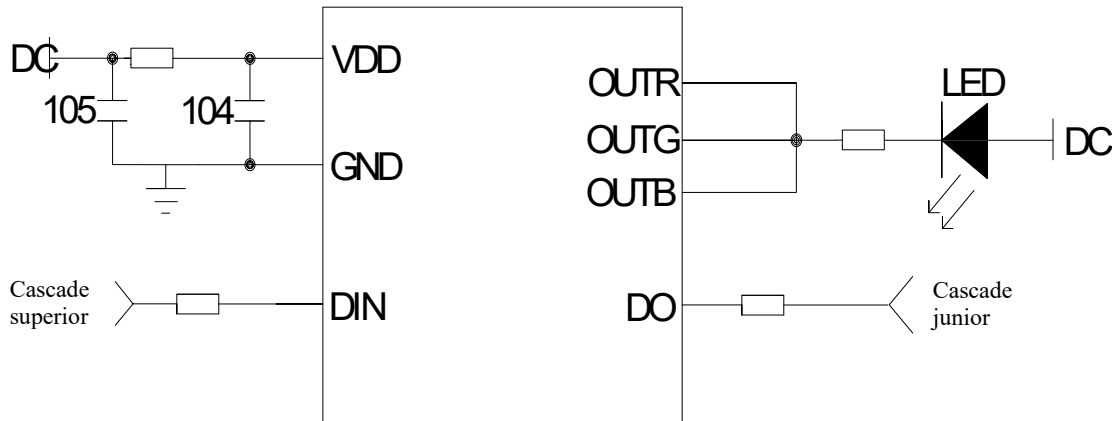 DC
VDD
105
104
GND
OUTR
OUTG
OUTB
LED
DC
Cascade
superior
DIN
DO
Cascade
junior